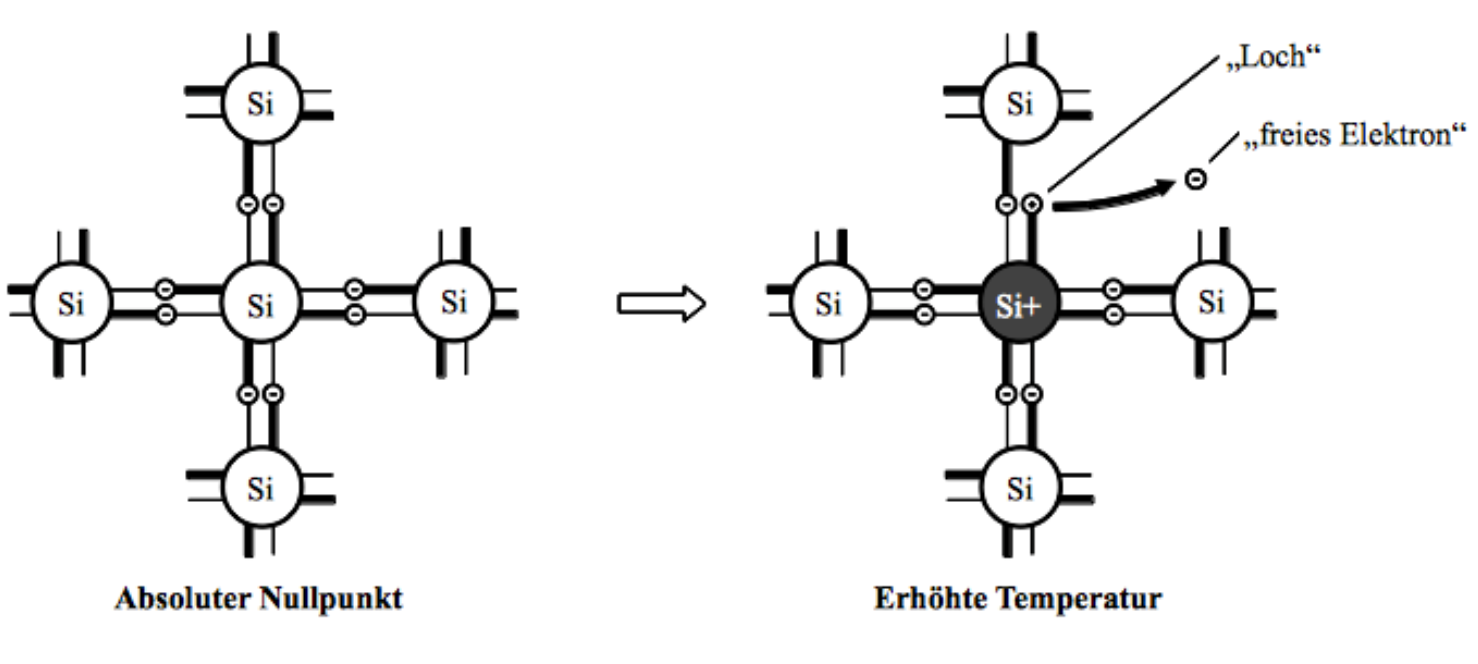 „Loch“
„freies Elektron“
Si
Si
Si
Si
Si
Si
Si
Si+
Si
Si
Absoluter Nullpunkt
Erhöhte Temperatur